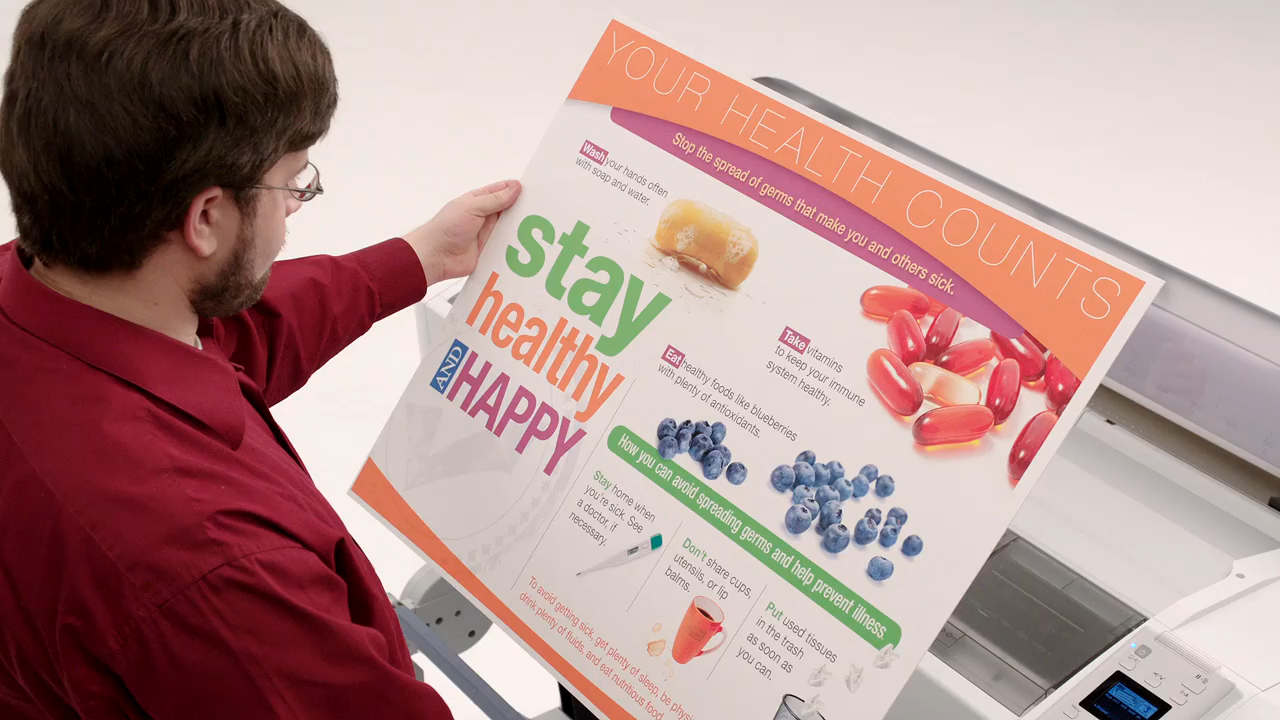 YOUR HEALTH COUNTS
Stop the spread of germs that make you and others sick.
Wash your hands often
with soap and water.
stay
healthy
AND HAPPY
Take vitamins
to keep your immune
system healthy.
Eat healthy foods like blueberries
with plenty of antioxidants.
How you can avoid spreading germs and help prevent illness.
Stay home when
you're sick. See
a doctor, if
necessary.
Don't share cups,
utensils, or lip
balms.
Put used tissues
in the trash
as soon as
you can.
To avoid getting sick, get plenty of sleep, be
drink plenty of fluids, and eat nutritious food